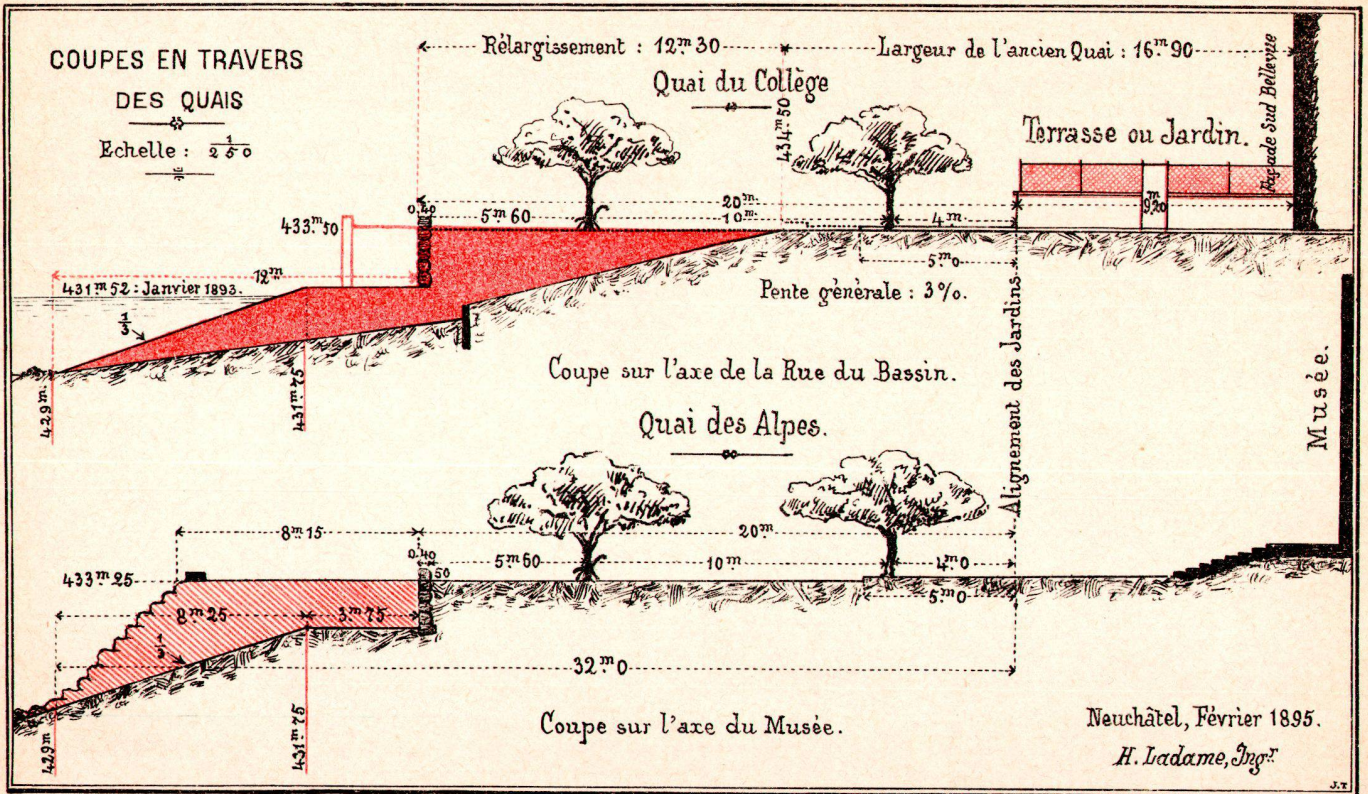 COUPES EN TRAVERS
DES QUAIS
Echelle : 1/250
Rélargissement : 12m30
Largeur de l'ancien Quai : 16m90
Quai du Collège
434m50
Façade Sud Bellevue
Terrasse ou Jardin.
433m50
0.40
20m.
5m60
10m.
4m
9m20
12m
5m0
431m52 : Janvier 1893.
1/3
Pente générale : 3%.
429m.
431m75
Coupe sur l'axe de la Rue du Bassin.
Alignement des Jardins.
Musée.
Quai des Alpes.
8m15
20m
0.40
50
5m60
10m
4m0
433m25
5m0
8m25
3m75
1/3
32m0
429m
431m75
Coupe sur l'axe du Musée.
Neuchâtel, Février 1895.
H. Ladame, Ingr.
J.T